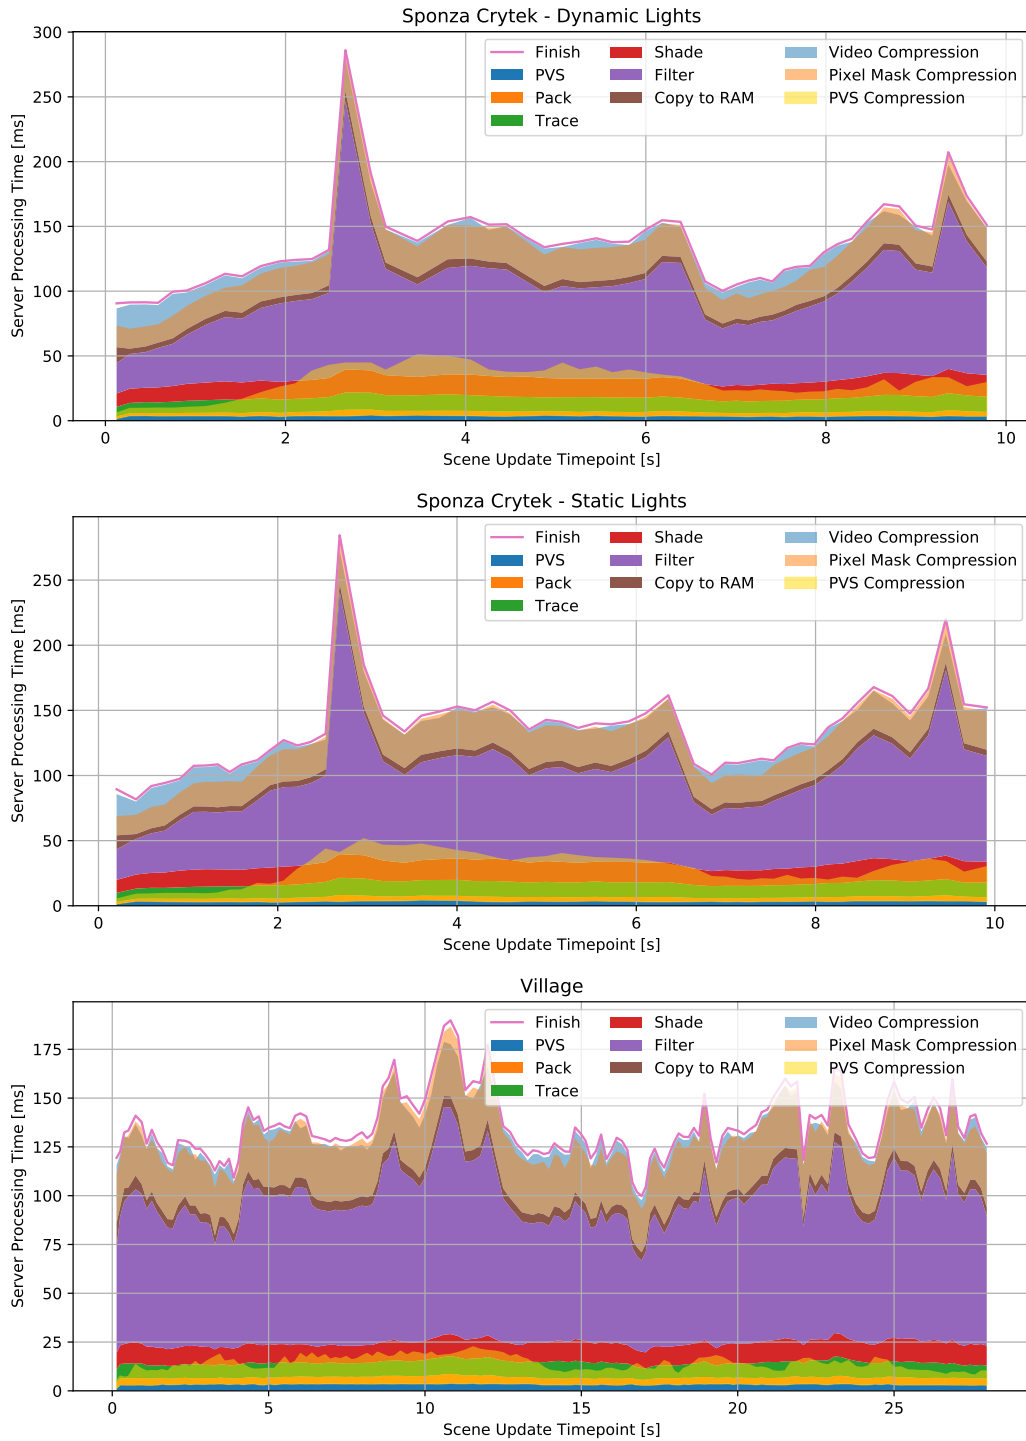 Sponza Crytek - Dynamic Lights
Finish
PVS
Pack
Trace
Shade
Filter
Copy to RAM
Video Compression
Pixel Mask Compression
PVS Compression
Server Processing Time [ms]
300
250
200
150
100
50
0
0 2 4 6 8 10
Scene Update Timepoint [s]
Sponza Crytek - Static Lights
Finish
PVS
Pack
Trace
Shade
Filter
Copy to RAM
Video Compression
Pixel Mask Compression
PVS Compression
Server Processing Time [ms]
250
200
150
100
50
0
0 2 4 6 8 10
Scene Update Timepoint [s]
Village
Finish
PVS
Pack
Trace
Shade
Filter
Copy to RAM
Video Compression
Pixel Mask Compression
PVS Compression
Server Processing Time [ms]
175
150
125
100
75
50
25
0
0 5 10 15 20 25
Scene Update Timepoint [s]